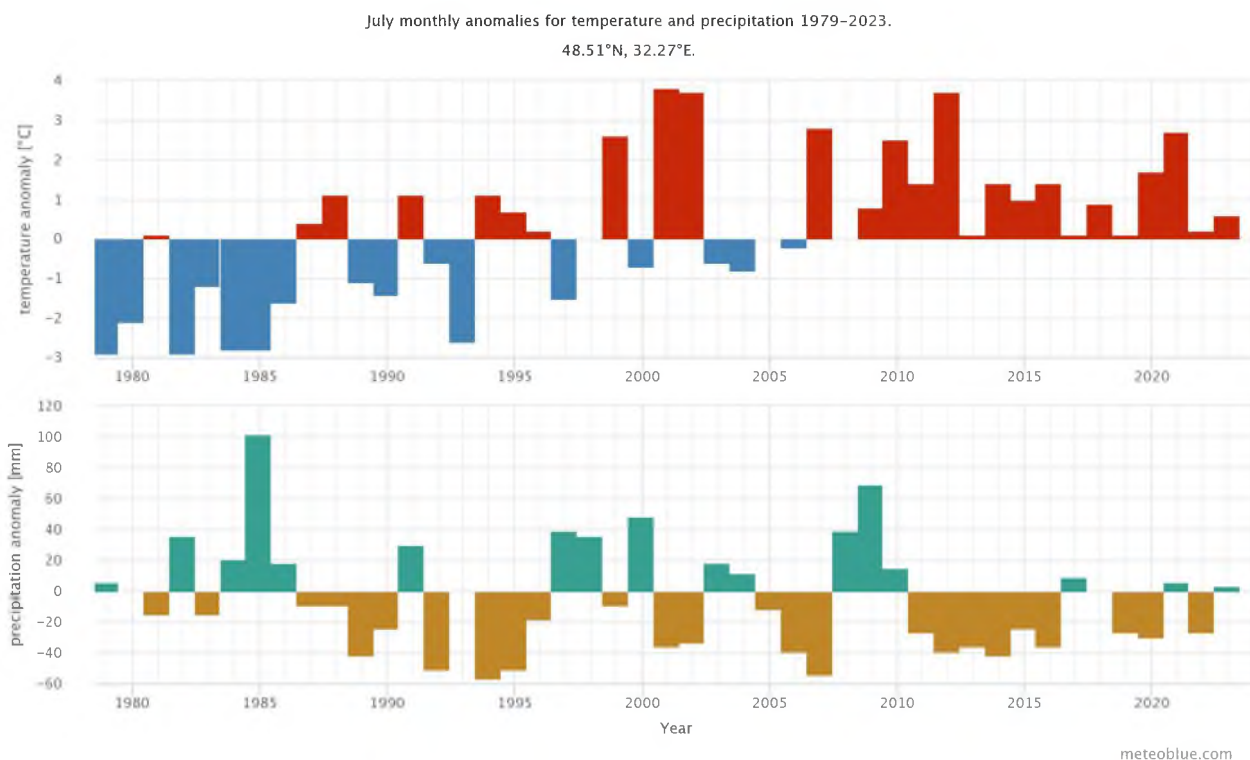 July monthly anomalies for temperature and precipitation 1979-2023.
48.51°N, 32.27°E.
temperature anomaly [°C]
4
3
2
1
0
-1
-2
-3
1980 1985 1990 1995 2000 2005 2010 2015 2020
precipitation anomaly [mm]
120
100
80
60
40
20
0
-20
-40
-60
1980 1985 1990 1995 2000 2005 2010 2015 2020
Year
meteoblue.com